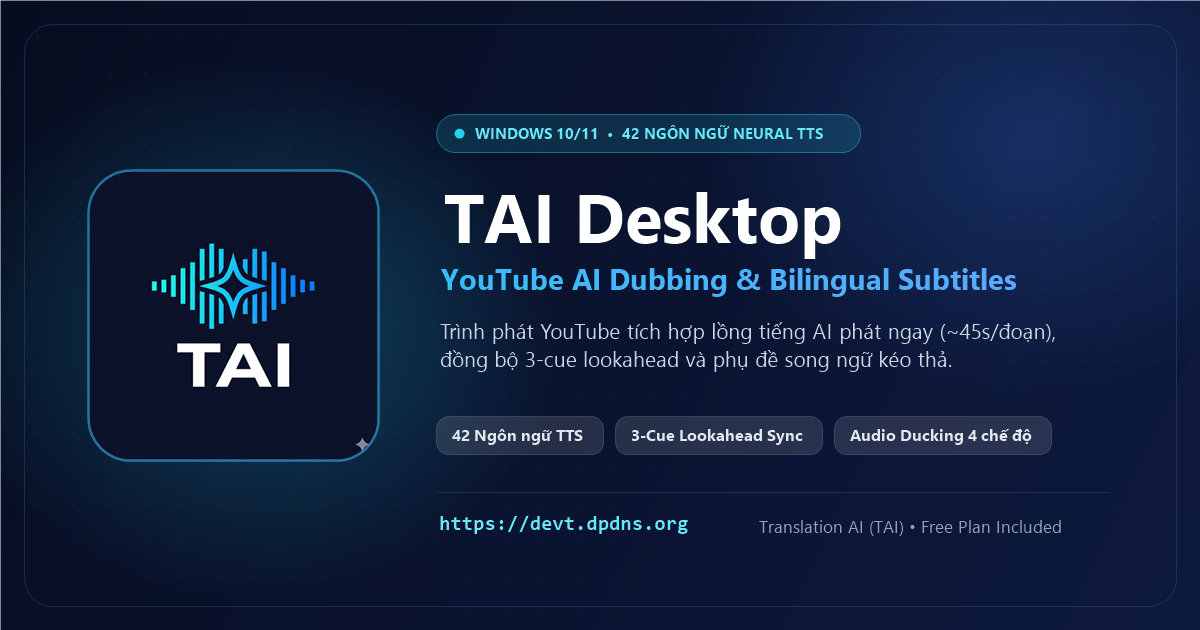 WINDOWS 10/11 • 42 NGÔN NGỮ NEURAL TTS
TAI Desktop
YouTube AI Dubbing & Bilingual Subtitles
Trình phát YouTube tích hợp lồng tiếng AI phát ngay (~45s/đoạn),
đồng bộ 3-cue lookahead và phụ đề song ngữ kéo thả.
TAI
42 Ngôn ngữ TTS
3-Cue Lookahead Sync
Audio Ducking 4 chế độ
https://devt.dpdns.org
Translation AI (TAI) • Free Plan Included